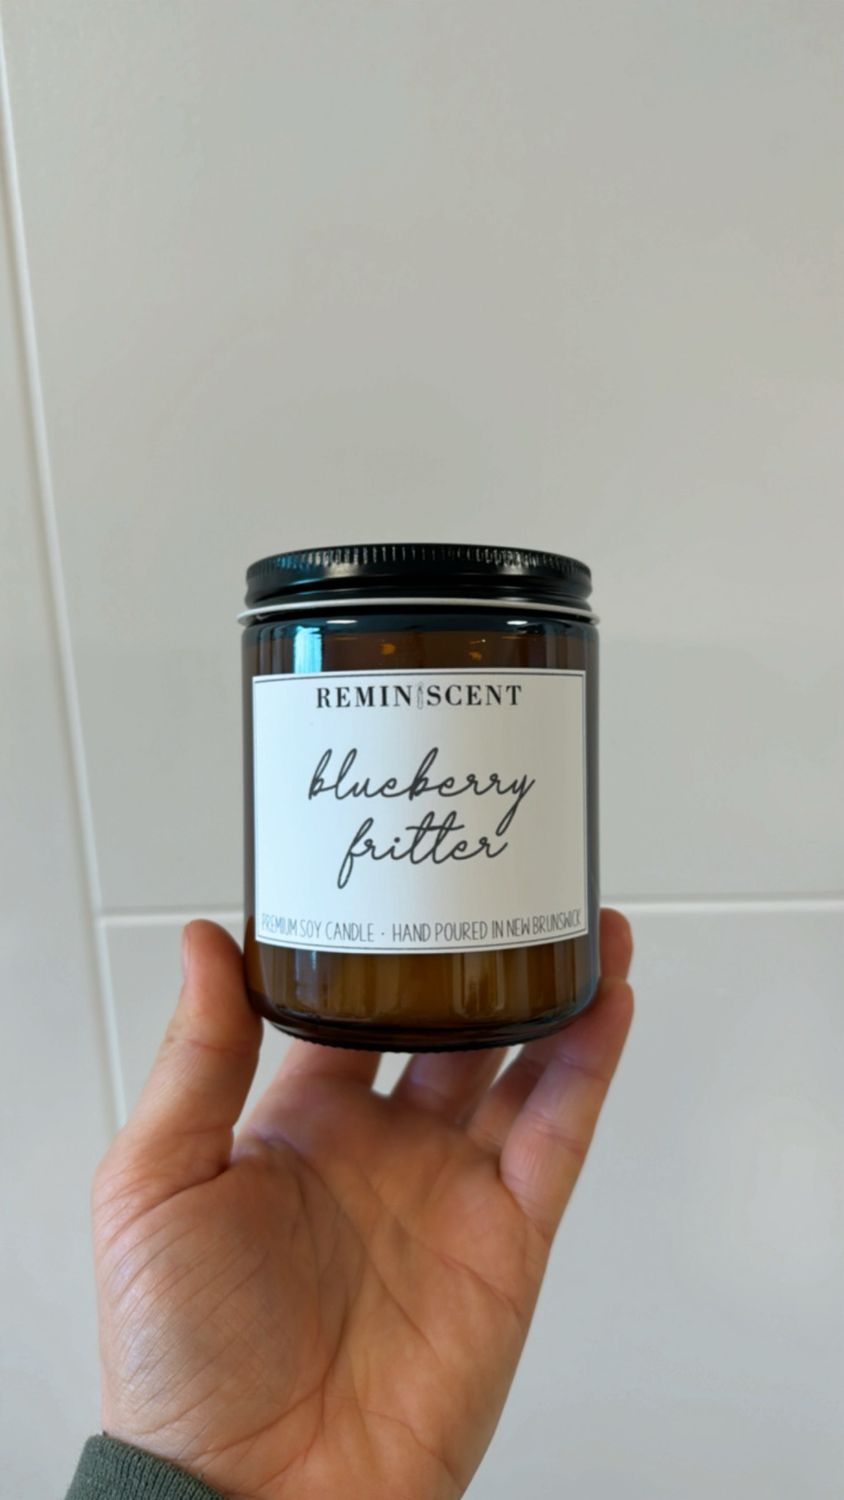 REMINISCENT
blueberry
fritter
PREMIUM SOY CANDLE · HAND POURED IN NEW BRUNSWICK